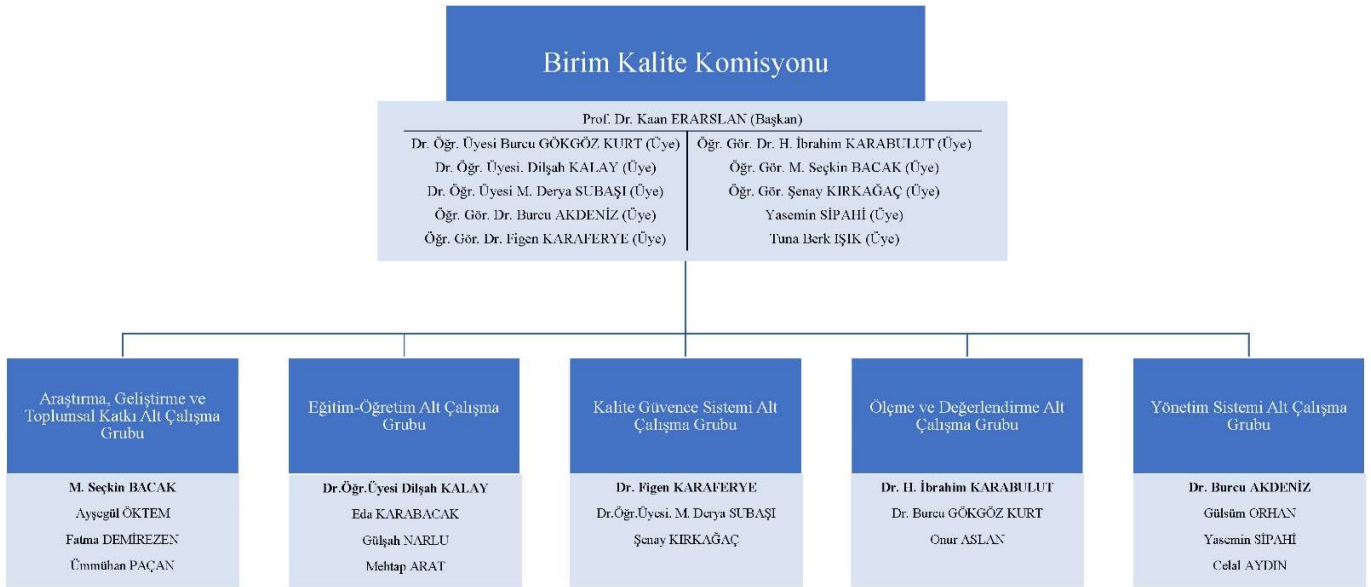 Birim Kalite Komisyonu
Prof. Dr. Kaan ERARSLAN (Başkan)
Dr. Öğr. Üyesi Burcu GÖKGÖZ KURT (Üye)
Dr. Öğr. Üyesi. Dilşah KALAY (Üye)
Dr. Öğr. Üyesi M. Derya SUBAŞI (Üye)
Öğr. Gör. Dr. Burcu AKDENİZ (Üye)
Öğr. Gör. Dr. Figen KARAFERYE (Üye)
Öğr. Gör. Dr. H. İbrahim KARABULUT (Üye)
Öğr. Gör. M. Seçkin BACAK (Üye)
Öğr. Gör. Şenay KIRKAĞAÇ (Üye)
Yasemin SİPAHİ (Üye)
Tuna Berk IŞIK (Üye)
Araştırma, Geliştirme ve
Toplumsal Katkı Alt Çalışma
Grubu
M. Seçkin BACAK
Ayşegül ÖKTEM
Fatma DEMİREZEN
Ümmühan PAÇAN
Eğitim-Öğretim Alt Çalışma
Grubu
Dr.Öğr.Üyesi Dilşah KALAY
Eda KARABACAK
Gülşah NARLU
Mehtap ARAT
Kalite Güvence Sistemi Alt
Çalışma Grubu
Dr. Figen KARAFERYE
Dr.Öğr.Üyesi. M. Derya SUBAŞI
Şenay KIRKAĞAÇ
Ölçme ve Değerlendirme Alt
Çalışma Grubu
Dr. H. İbrahim KARABULUT
Dr. Burcu GÖKGÖZ KURT
Onur ASLAN
Yönetim Sistemi Alt Çalışma
Grubu
Dr. Burcu AKDENİZ
Gülsüm ORHAN
Yasemin SİPAHİ
Celal AYDIN